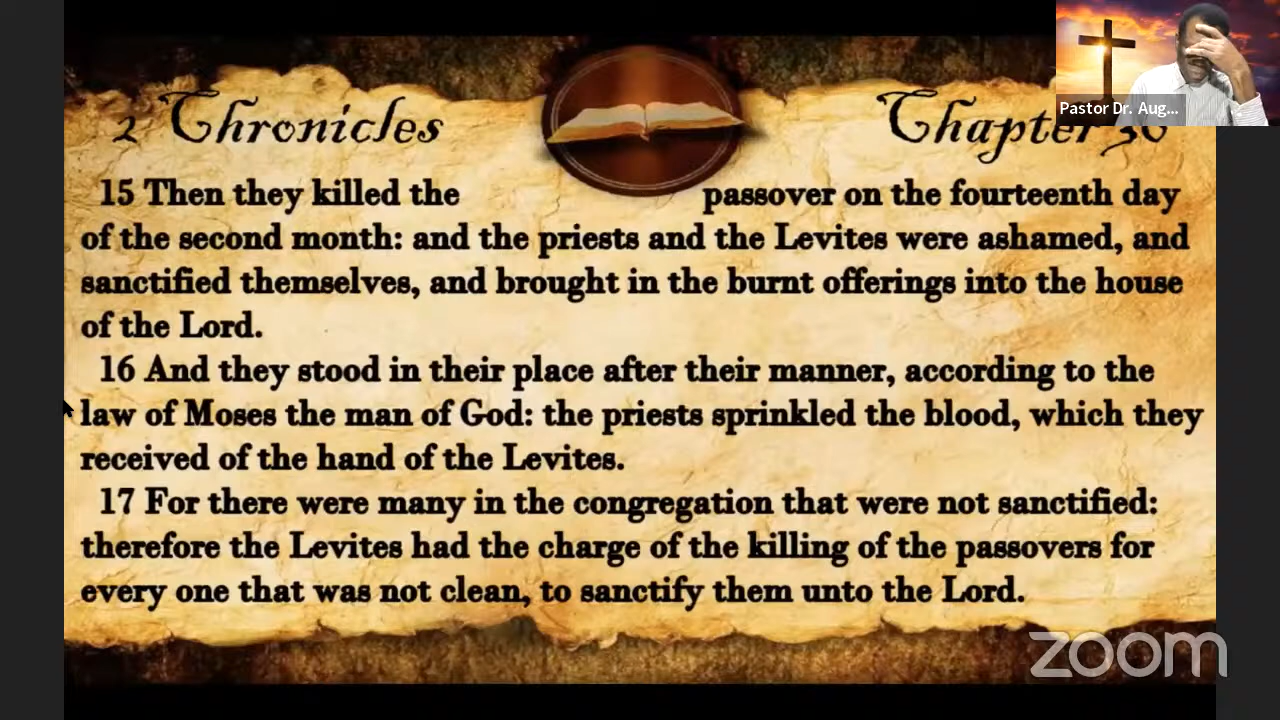 Pastor Dr. Aug...
2 Chronicles
Chapter 30
15 Then they killed the passover on the fourteenth day
of the second month: and the priests and the Levites were ashamed, and
sanctified themselves, and brought in the burnt offerings into the house
of the Lord.
16 And they stood in their place after their manner, according to the
law of Moses the man of God: the priests sprinkled the blood, which they
received of the hand of the Levites.
17 For there were many in the congregation that were not sanctified:
therefore the Levites had the charge of the killing of the passovers for
every one that was not clean, to sanctify them unto the Lord.
zoom